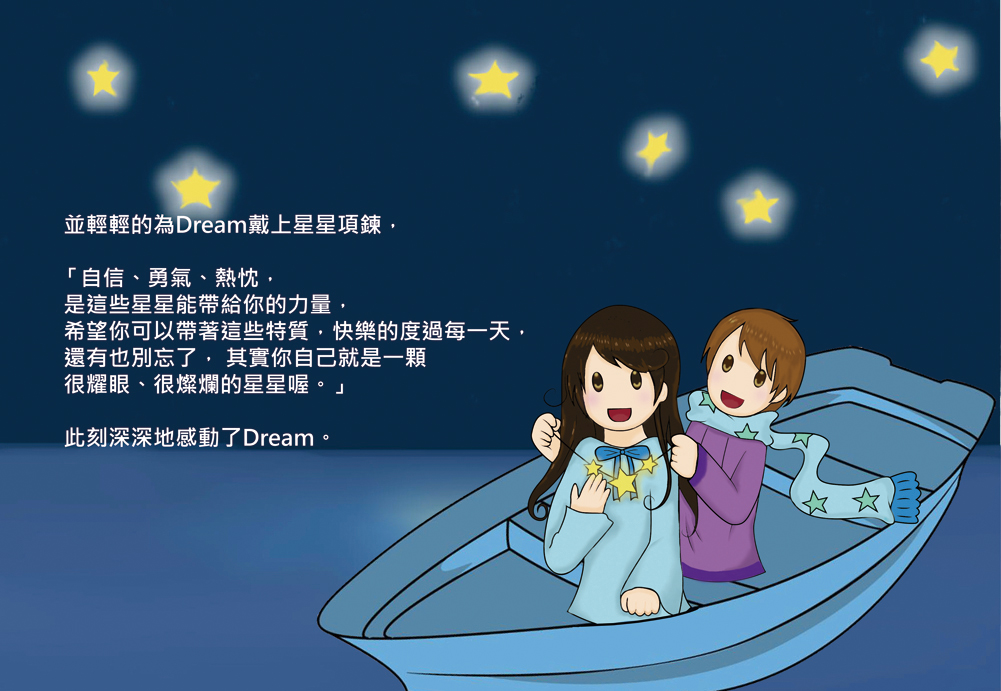 並輕輕的為Dream戴上星星項鍊，
「自信、勇氣、熱忱，
是這些星星能帶給你的力量，
希望你可以帶著這些特質，快樂的度過每一天，
還有也別忘了， 其實你自己就是一顆
很耀眼、很燦爛的星星喔。」
此刻深深地感動了Dream。